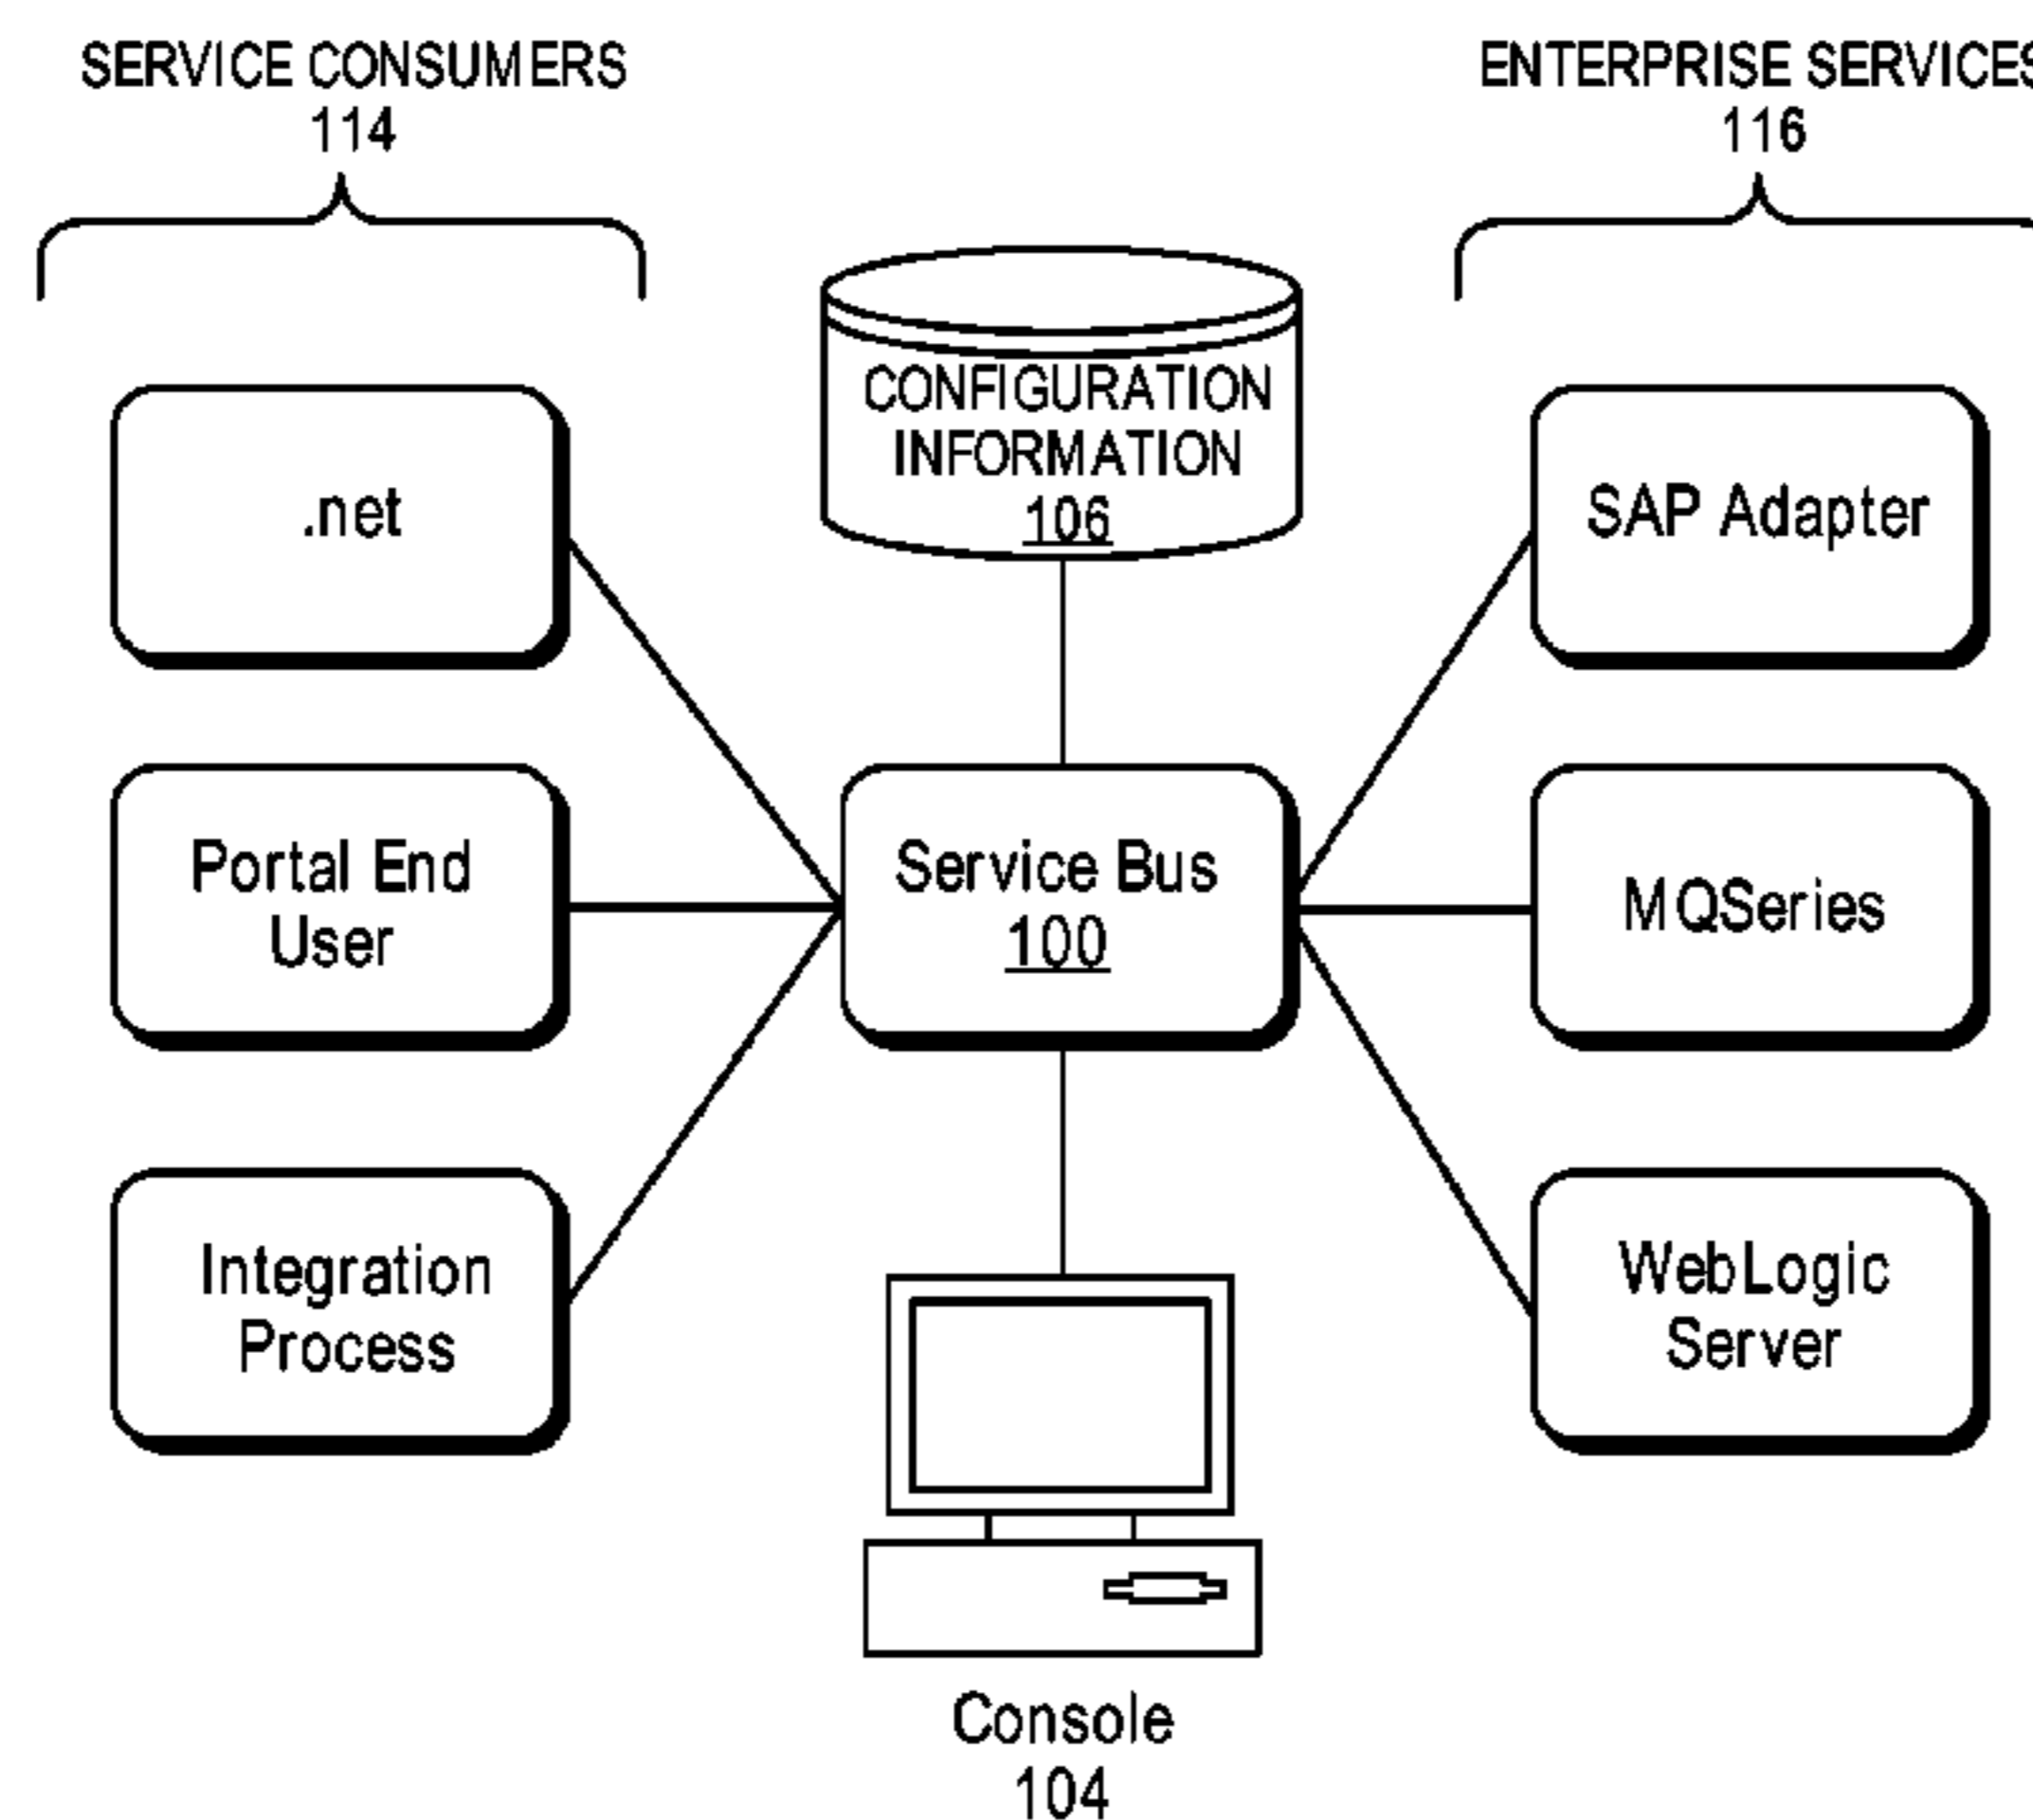 SERVICE CONSUMERS
114
ENTERPRISE SERVICES
116
CONFIGURATION
INFORMATION
106
.net
SAP Adapter
Portal End
User
Service Bus
100
MQSeries
Integration
Process
WebLogic
Server
Console
104